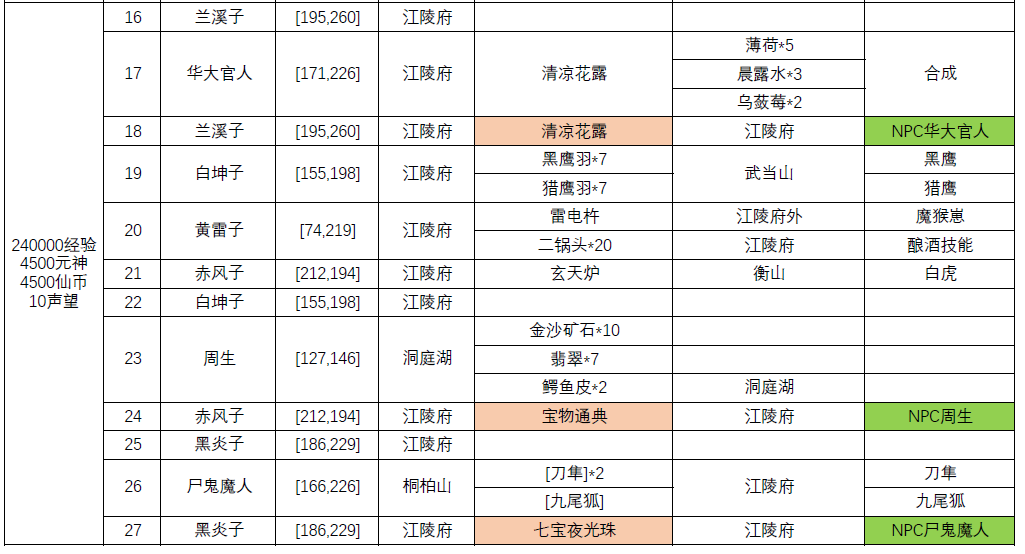 240000经验
4500元神
4500仙币
10声望
16 兰溪子 [195,260] 江陵府
17 华大官人 [171,226] 江陵府 清凉花露 薄荷*5 合成
晨露水*3
乌蔹莓*2
18 兰溪子 [195,260] 江陵府 清凉花露 江陵府 NPC华大官人
19 白坤子 [155,198] 江陵府 黑鹰羽*7 武当山 黑鹰
猎鹰羽*7 猎鹰
20 黄雷子 [74,219] 江陵府 雷电杵 江陵府外 魔猴崽
二锅头*20 江陵府 酿酒技能
21 赤风子 [212,194] 江陵府 玄天炉 衡山 白虎
22 白坤子 [155,198] 江陵府
23 周生 [127,146] 洞庭湖 金沙矿石*10
翡翠*7
鳄鱼皮*2 洞庭湖
24 赤风子 [212,194] 江陵府 宝物通典 江陵府 NPC周生
25 黑炎子 [186,229] 江陵府
26 尸鬼魔人 [166,226] 桐柏山 [刀隼]*2 江陵府 刀隼
[九尾狐] 九尾狐
27 黑炎子 [186,229] 江陵府 七宝夜光珠 江陵府 NPC尸鬼魔人